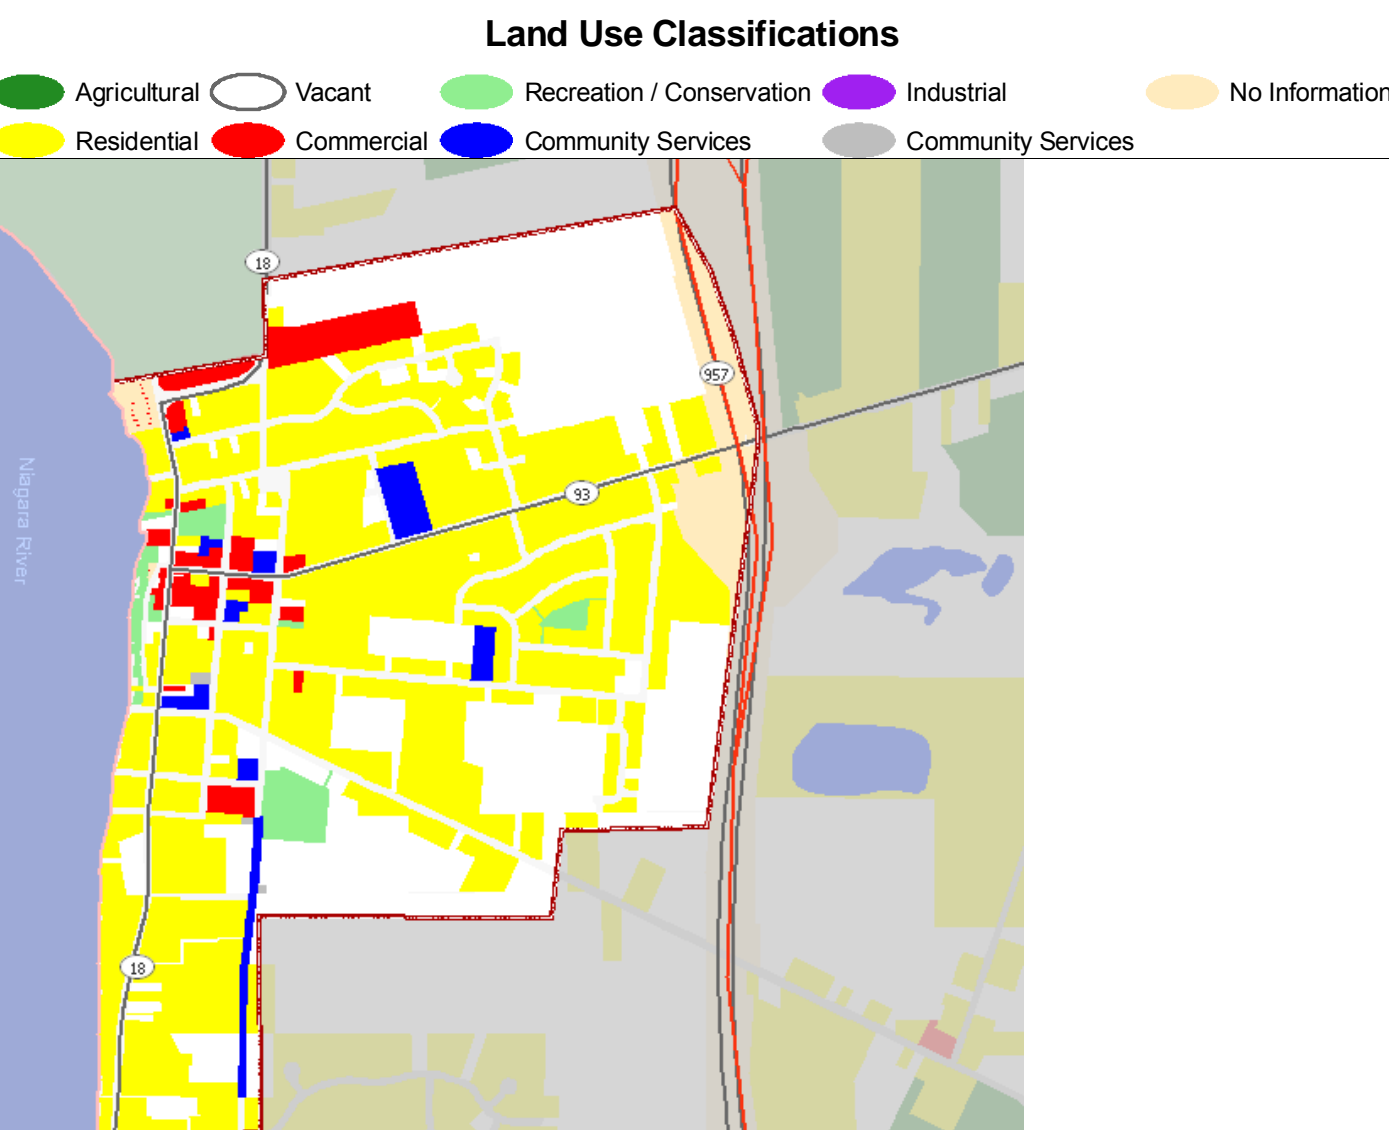 Land Use Classifications
Agricultural Vacant Recreation / Conservation Industrial No Information
Residential Commercial Community Services Community Services
18
957
93
Niagara River
18